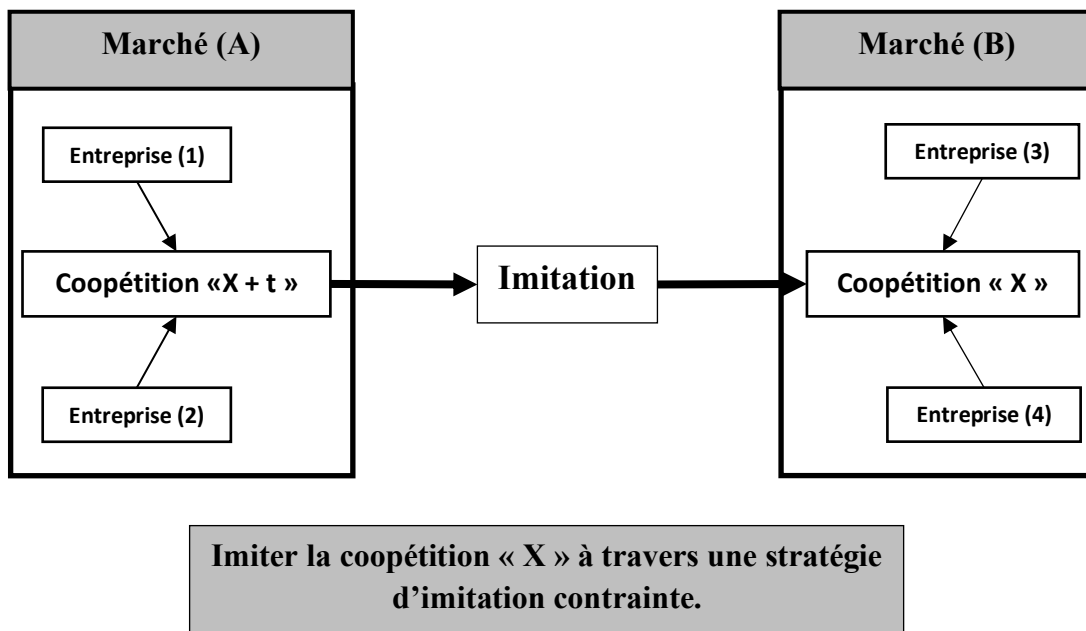 Marché (A)
Marché (B)
Entreprise (1)
Entreprise (3)
Coopétition «X + t »
Imitation
Coopétition « X »
Entreprise (2)
Entreprise (4)
Imiter la coopétition « X » à travers une stratégie
d’imitation contrainte.